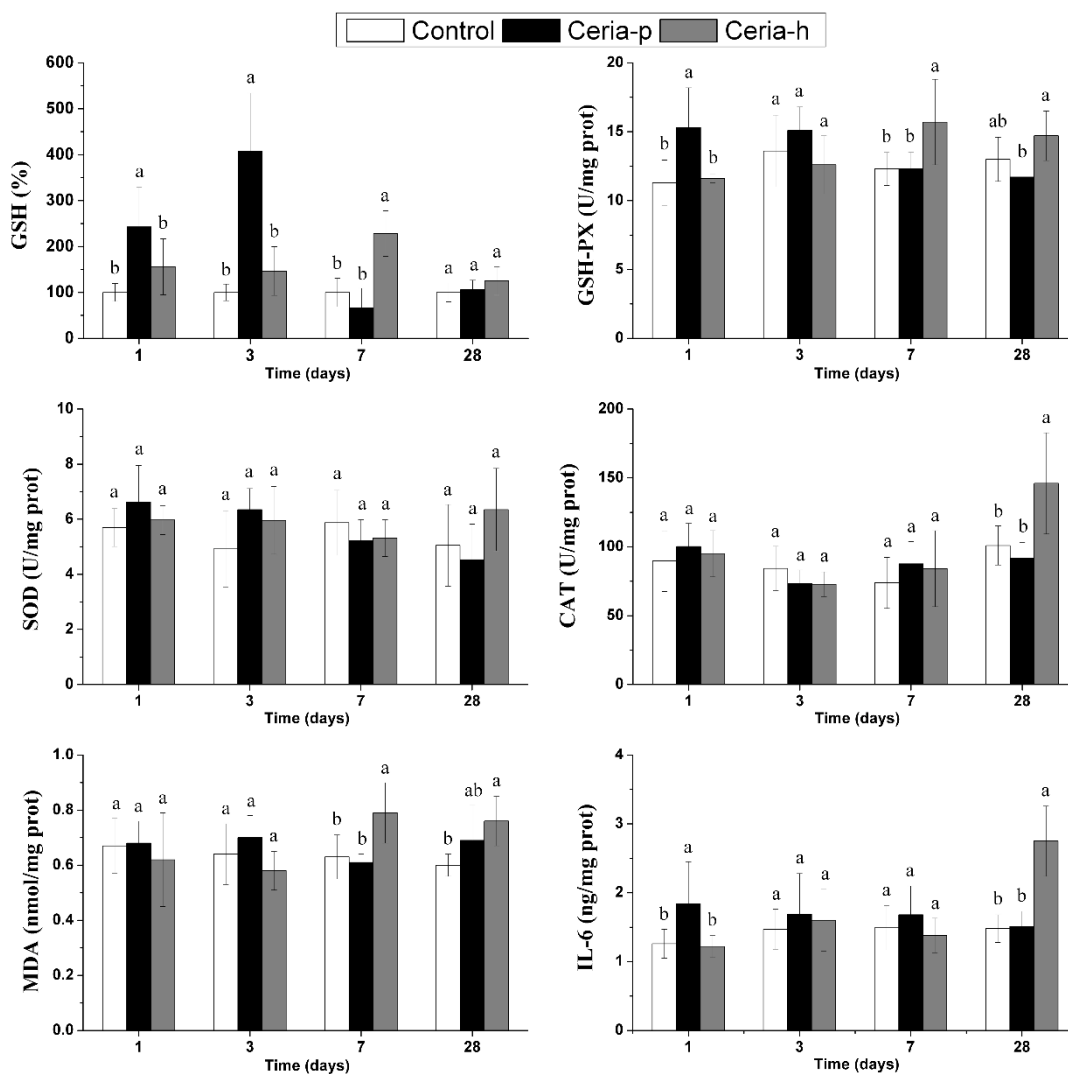 Control Ceria-p Ceria-h
GSH (%)
600
500
400
300
200
100
0
b a b b a b b b a a a a
1 3 7 28
Time (days)
GSH-PX (U/mg prot)
20
15
10
5
0
b a b a a a b b a ab b a
1 3 7 28
Time (days)
SOD (U/mg prot)
10
8
6
4
2
0
a a a a a a a a a a a a
1 3 7 28
Time (days)
CAT (U/mg prot)
200
150
100
50
0
a a a a a a a a a b b a
1 3 7 28
Time (days)
MDA (nmol/mg prot)
1.0
0.8
0.6
0.4
0.2
0.0
a a a a a a b b a b ab a
1 3 7 28
Time (days)
IL-6 (ng/mg prot)
4
3
2
1
0
b a b a a a a a a b b a
1 3 7 28
Time (days)